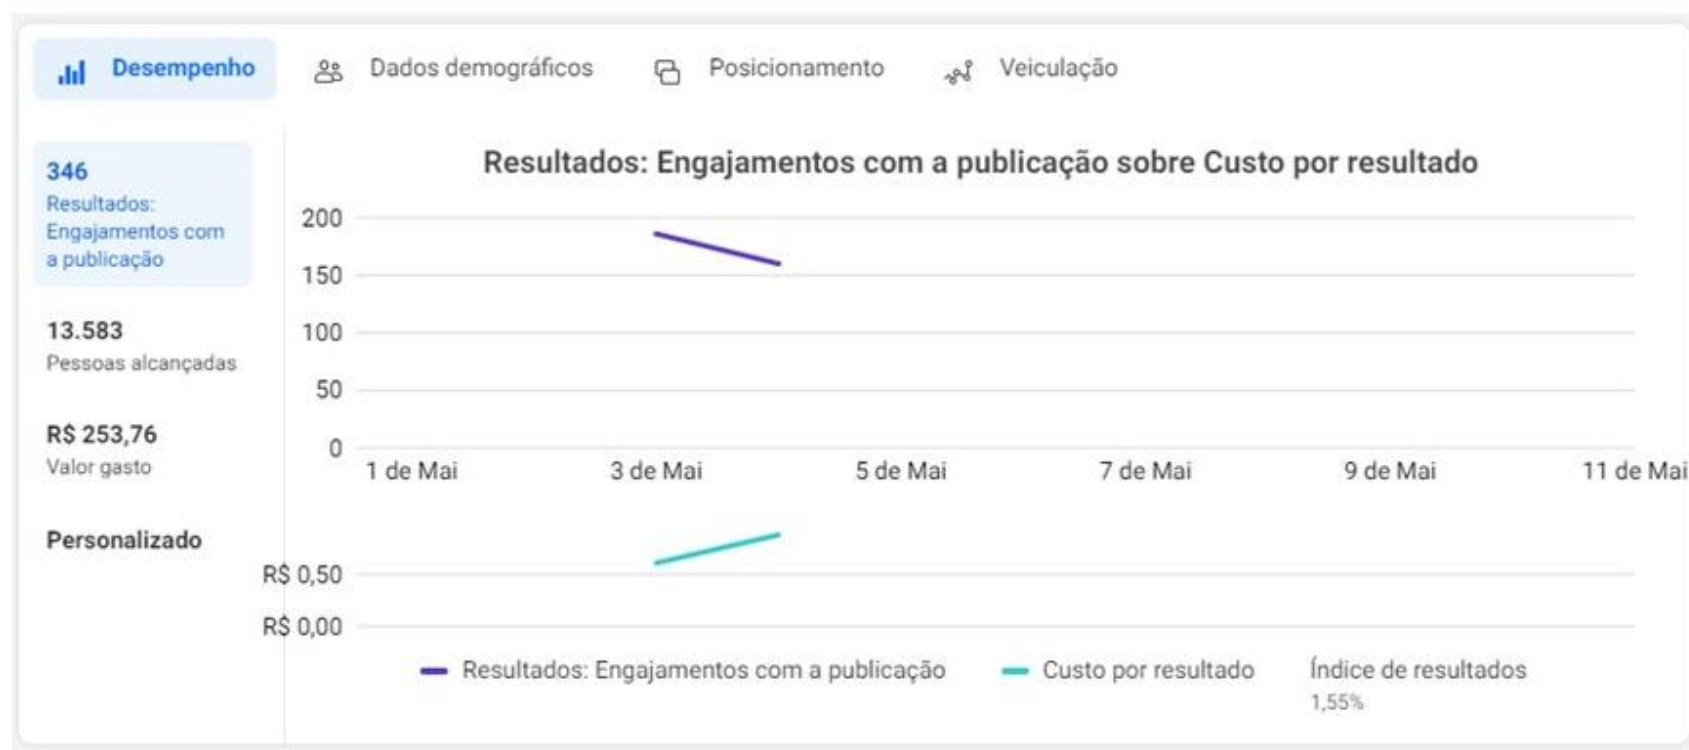 Desempenho
Dados demográficos
Posicionamento
Veiculação
346
Resultados:
Engajamentos com
a publicação
13.583
Pessoas alcançadas
R$ 253,76
Valor gasto
Personalizado
Resultados: Engajamentos com a publicação sobre Custo por resultado
200
150
100
50
0
1 de Mai
3 de Mai
5 de Mai
7 de Mai
9 de Mai
11 de Mai
R$ 0,50
R$ 0,00
Resultados: Engajamentos com a publicação
Custo por resultado
Índice de resultados
1,55%